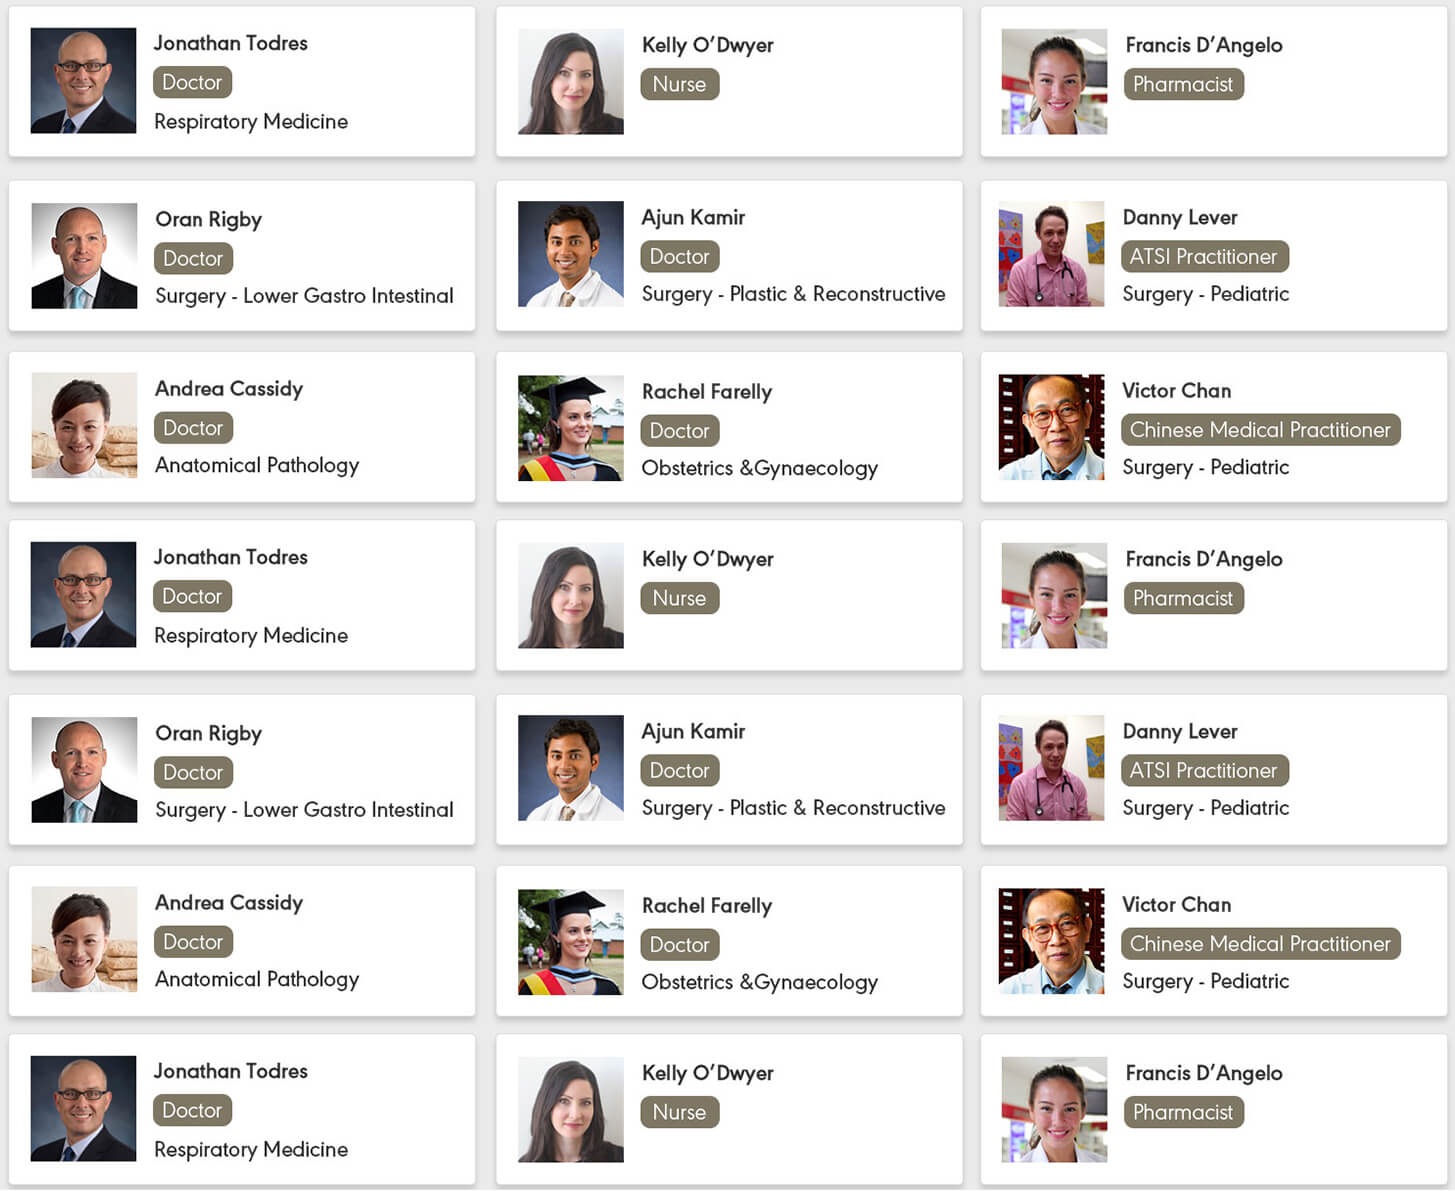 Jonathan Todres
Doctor
Respiratory Medicine
Kelly O’Dwyer
Nurse
Francis D’Angelo
Pharmacist
Oran Rigby
Doctor
Surgery - Lower Gastro Intestinal
Ajun Kamir
Doctor
Surgery - Plastic & Reconstructive
Danny Lever
ATSI Practitioner
Surgery - Pediatric
Andrea Cassidy
Doctor
Anatomical Pathology
Rachel Farelly
Doctor
Obstetrics &Gynaecology
Victor Chan
Chinese Medical Practitioner
Surgery - Pediatric
Jonathan Todres
Doctor
Respiratory Medicine
Kelly O’Dwyer
Nurse
Francis D’Angelo
Pharmacist
Oran Rigby
Doctor
Surgery - Lower Gastro Intestinal
Ajun Kamir
Doctor
Surgery - Plastic & Reconstructive
Danny Lever
ATSI Practitioner
Surgery - Pediatric
Andrea Cassidy
Doctor
Anatomical Pathology
Rachel Farelly
Doctor
Obstetrics &Gynaecology
Victor Chan
Chinese Medical Practitioner
Surgery - Pediatric
Jonathan Todres
Doctor
Respiratory Medicine
Kelly O’Dwyer
Nurse
Francis D’Angelo
Pharmacist